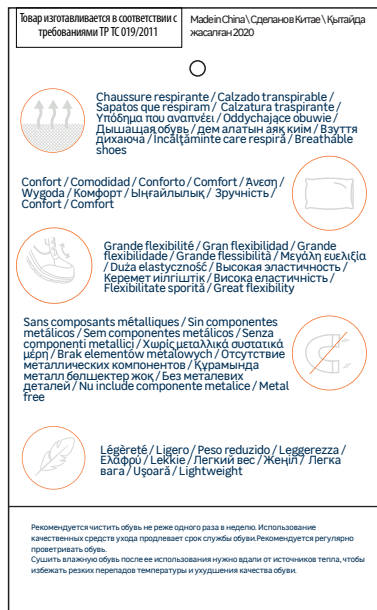 Товар изготавливается в соответствии с
требованиями ТР ТС 019/2011
Made in China \ Сделано в Китае \ Қытайда
жасалған 2020
Chaussure respirante / Calzado transpirable /
Sapatos que respiram / Calzatura traspirante /
Υπόδημα που αναπνέει / Oddychające obuwie /
Дышащая обувь / дем алатын аяқ киім / Взуття
дихаюча / Încălțăminte care respiră / Breathable
shoes
Confort / Comodidad / Conforto / Comfort / Άνεση /
Wygoda / Комфорт / Ыңғайлылық / Зручність /
Confort / Comfort
Grande flexibilité / Gran flexibilidad / Grande
flexibilidade / Grande flessibilità / Μεγάλη ευελιξία
/ Duża elastyczność / Высокая эластичность /
Керемет иілгіштік / Висока еластичність /
Flexibilitate sporită / Great flexibility
Sans composants métalliques / Sin componentes
metálicos / Sem componentes metálicos / Senza
componenti metallici / Χωρίς μεταλλικά συστατικά
μέρη / Brak elementów metalowych / Отсутствие
металлических компонентов / Құрамында
металл бөлшектер жоқ / Без металевих
деталей / Nu include componente metalice / Metal
free
Légèreté / Ligero / Peso reduzido / Leggerezza /
Ελαφρύ / Lekkie / Легкий вес / Жеңіл / Легка
вага / Ușoară / Lightweight
Рекомендуется чистить обувь не реже одного раза в неделю. Использование
качественных средств ухода продлевает срок службы обуви.Рекомендуется регулярно
проветривать обувь.
Сушить влажную обувь после ее использования нужно вдали от источников тепла, чтобы
избежать резких перепадов температуры и ухудшения качества обуви.